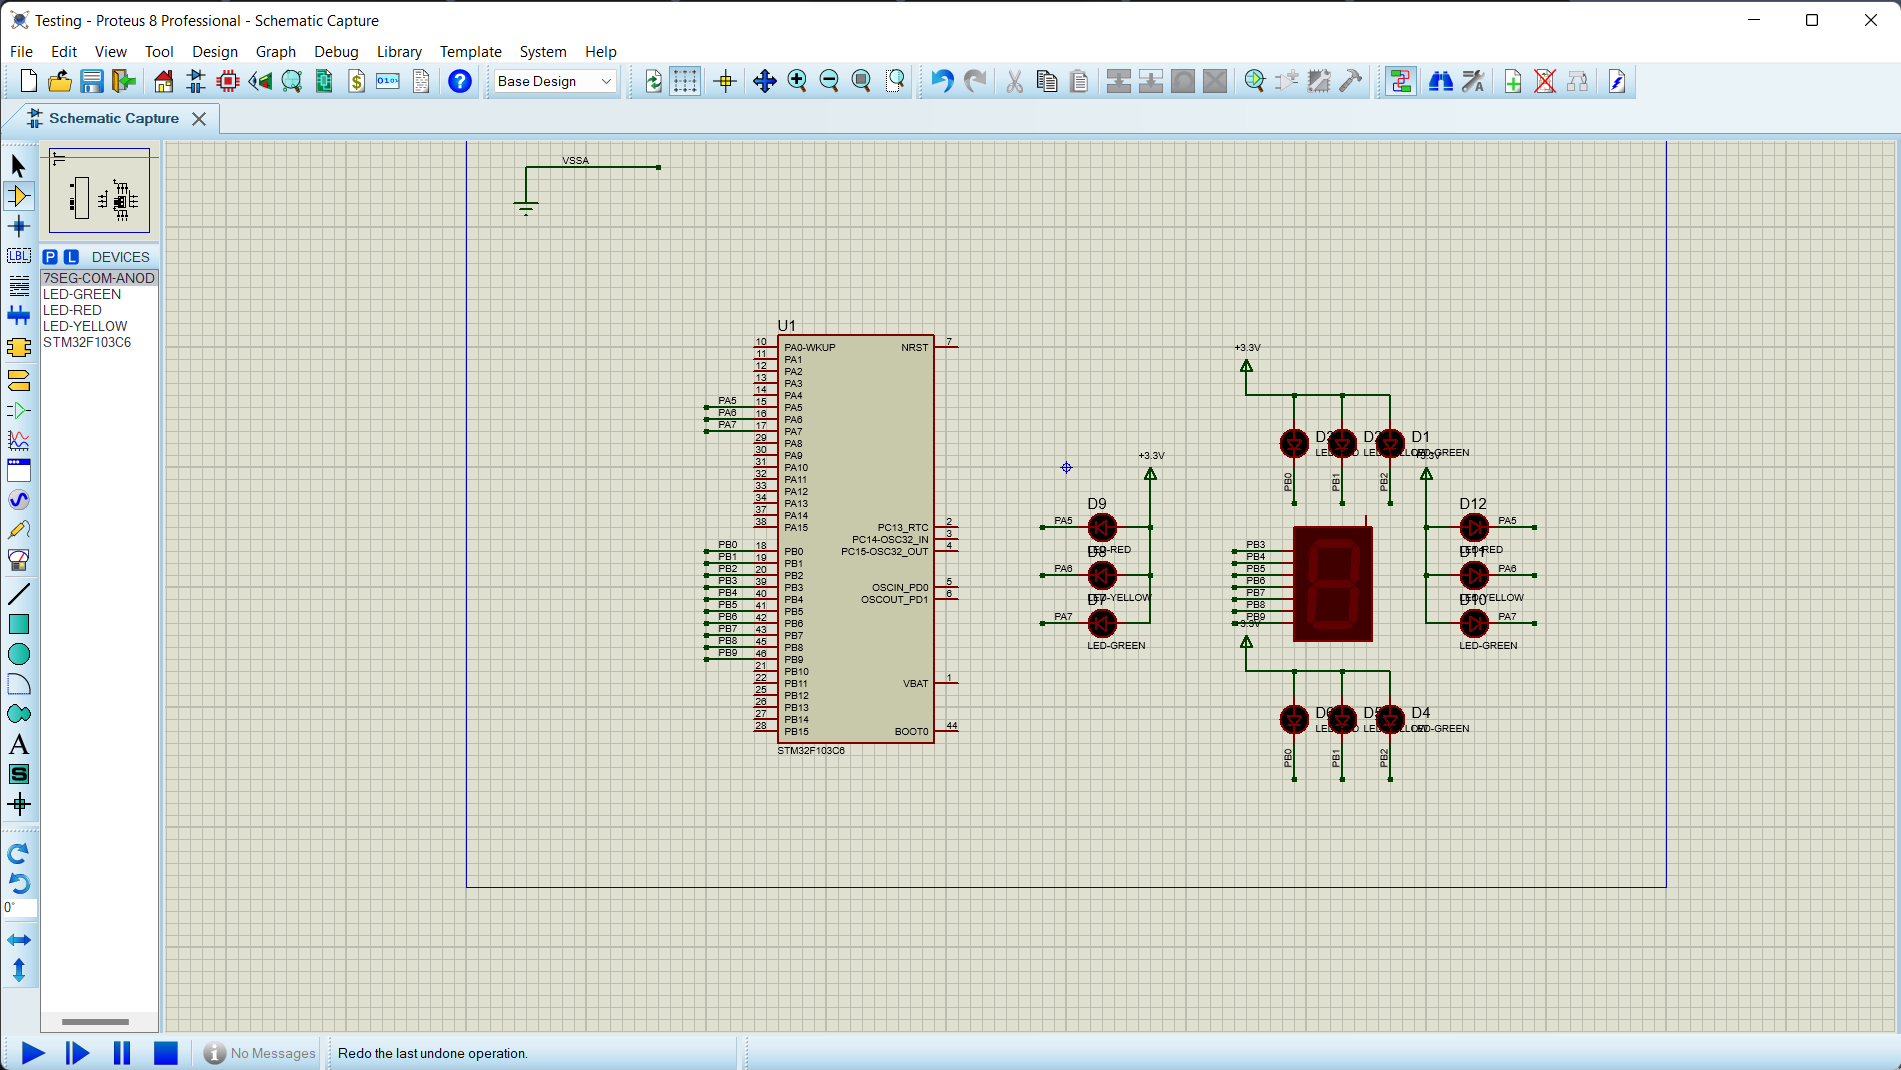 Testing - Proteus 8 Professional - Schematic Capture
File Edit View Tool Design Graph Debug Library Template System Help
Base Design
Schematic Capture
P L DEVICES
7SEG-COM-ANOD
LED-GREEN
LED-RED
LED-YELLOW
STM32F103C6
LBL
A
S
0°
VSSA
U1
10 PA0-WKUP NRST 7
11 PA1
12 PA2
13 PA3
14 PA4
PA5 15 PA5
PA6 16 PA6
PA7 17 PA7
29 PA8
30 PA9
31 PA10
32 PA11
33 PA12
34 PA13
37 PA14
38 PA15 PC13_RTC 2
PC14-OSC32_IN 3
PB0 18 PB0 PC15-OSC32_OUT 4
PB1 19 PB1
PB2 20 PB2
PB3 39 PB3 OSCIN_PD0 5
PB4 40 PB4 OSCOUT_PD1 6
PB5 41 PB5
PB6 42 PB6
PB7 43 PB7
PB8 45 PB8
PB9 46 PB9
21 PB10
22 PB11 VBAT 1
25 PB12
26 PB13
27 PB14
28 PB15 BOOT0 44
STM32F103C6
+3.3V
D1
LED-GREEN
PB0 PB1 PB2
+3.3V
D9
PA5
LED-RED
D8
PA6
LED-YELLOW
D7
PA7
LED-GREEN
PB3
PB4
PB5
PB6
PB7
PB8
PB9
+3.3V
D12
PA5
LED-RED
D11
PA6
LED-YELLOW
D10
PA7
LED-GREEN
+3.3V
D6 D5 D4
LED-GREEN
PB0 PB1 PB2
No Messages
Redo the last undone operation.